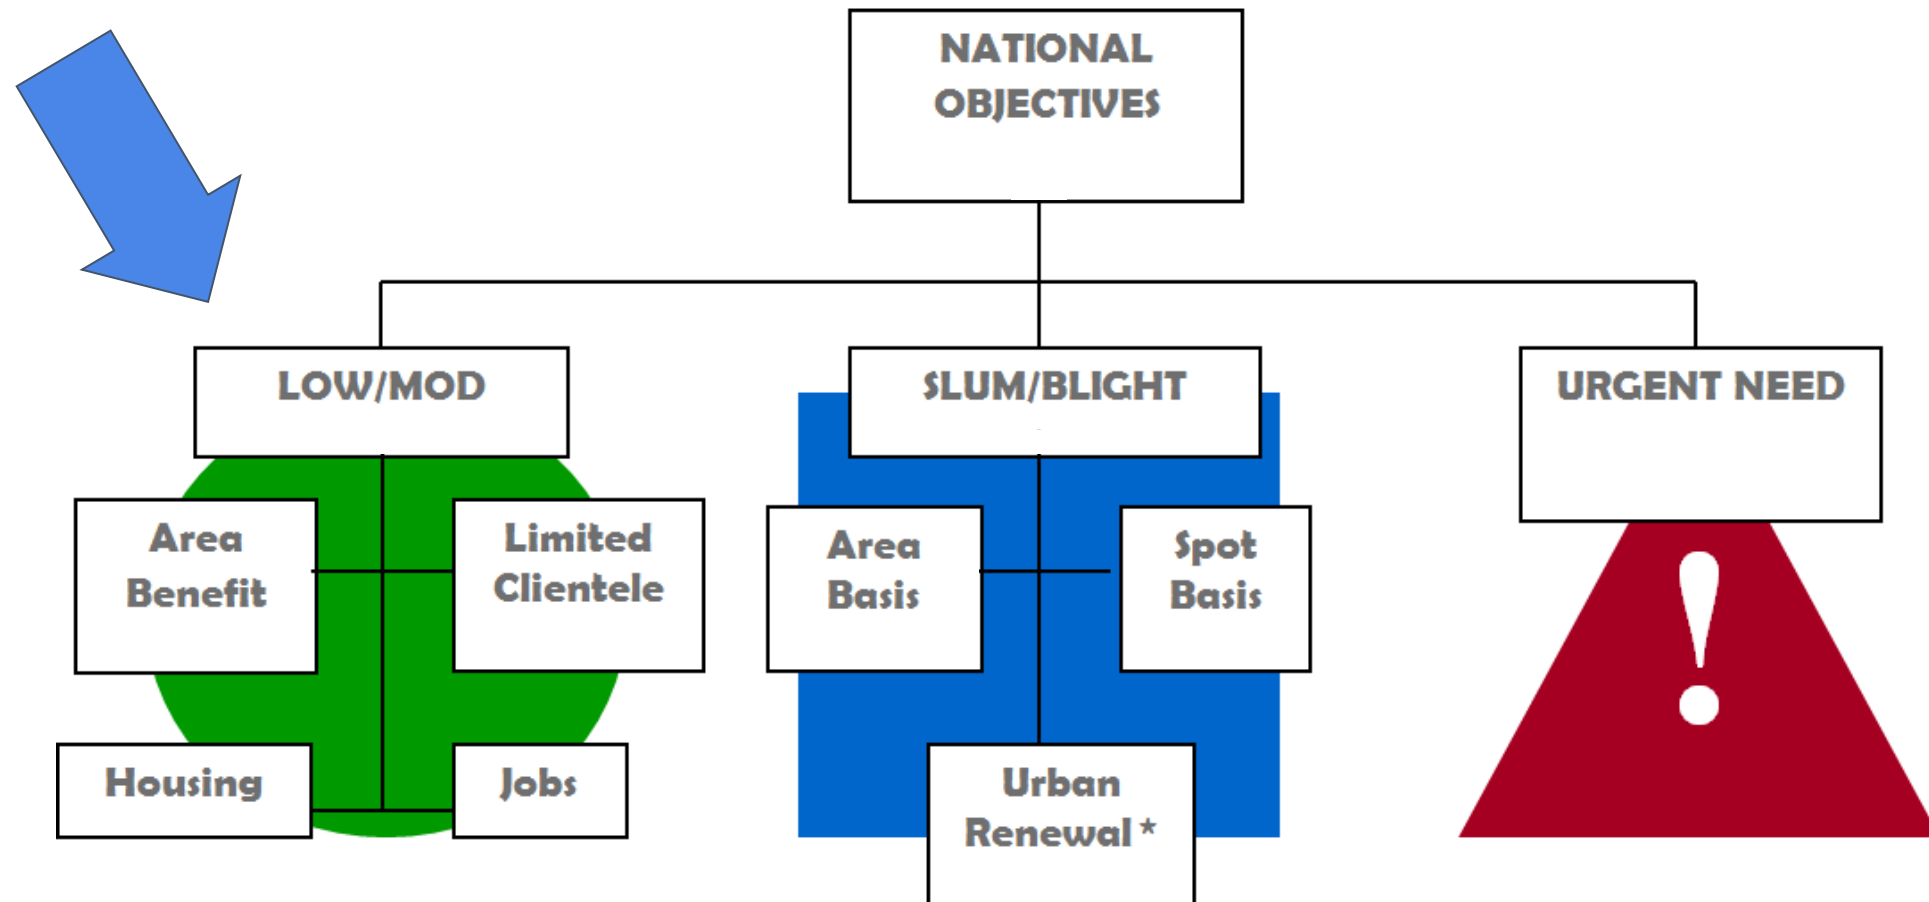 NATIONAL
OBJECTIVES
LOW/MOD
SLUM/BLIGHT
URGENT NEED
Area
Benefit
Limited
Clientele
Area
Basis
Spot
Basis
!
Housing
Jobs
Urban
Renewal *